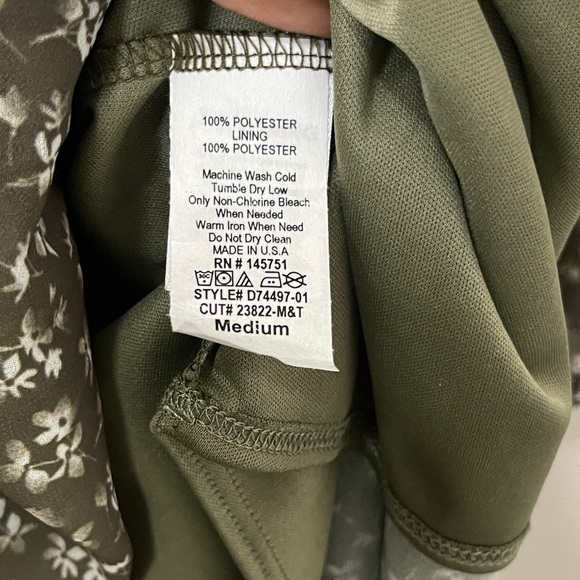 100% POLYESTER
LINING
100% POLYESTER
Machine Wash Cold
Tumble Dry Low
Only Non-Chlorine Bleach
When Needed
Warm Iron When Need
Do Not Dry Clean
MADE IN U.S.A
RN # 145751
STYLE# D74497-01
CUT# 23822-M&T
Medium